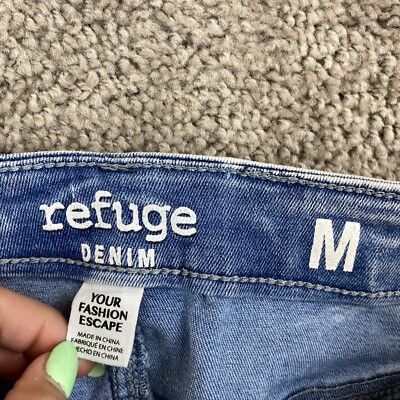 refuge
DENIM
M
YOUR
FASHION
ESCAPE
MADE IN CHINA
FABRIQUÉ EN CHINE
HECHO EN CHINA